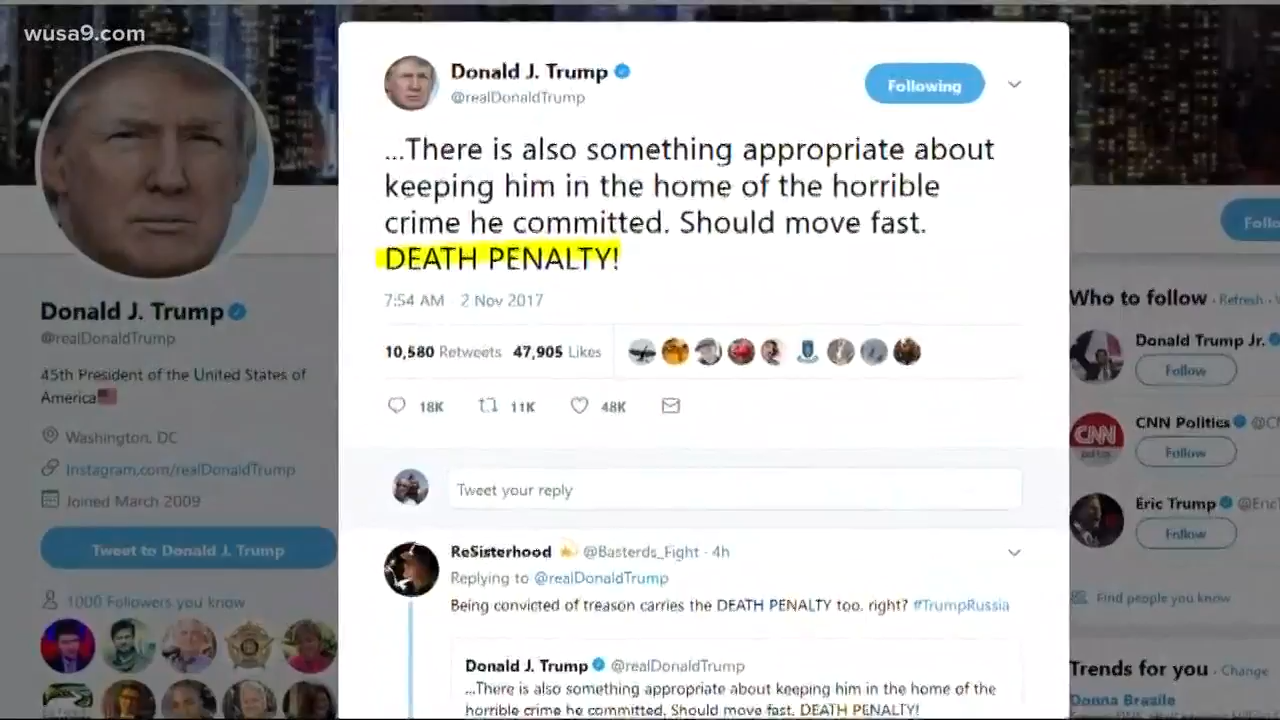 wusa9.com
Donald J. Trump
@realDonaldTrump
Following
...There is also something appropriate about
keeping him in the home of the horrible
crime he committed. Should move fast.
DEATH PENALTY!
7:54 AM - 2 Nov 2017
10,580 Retweets 47,905 Likes
18K 11K 48K
Tweet your reply
ReSisterhood @Basterds_Fight · 4h
Replying to @realDonaldTrump
Being convicted of treason carries the DEATH PENALTY too, right? #TrumpRussia
Donald J. Trump @realDonaldTrump
...There is also something appropriate about keeping him in the home of the
horrible crime he committed. Should move fast. DEATH PENALTY!
Donald J. Trump
@realDonaldTrump
45th President of the United States of
America
Washington, DC
Instagram.com/realDonaldTrump
Joined March 2009
Tweet to Donald J. Trump
1000 Followers you know
Who to follow · Refresh ·
Donald Trump Jr.
Follow
CNN Politics
CNN
politics
Follow
Eric Trump @Eric
Follow
Find people you know
Trends for you · Change
Donna Brazile